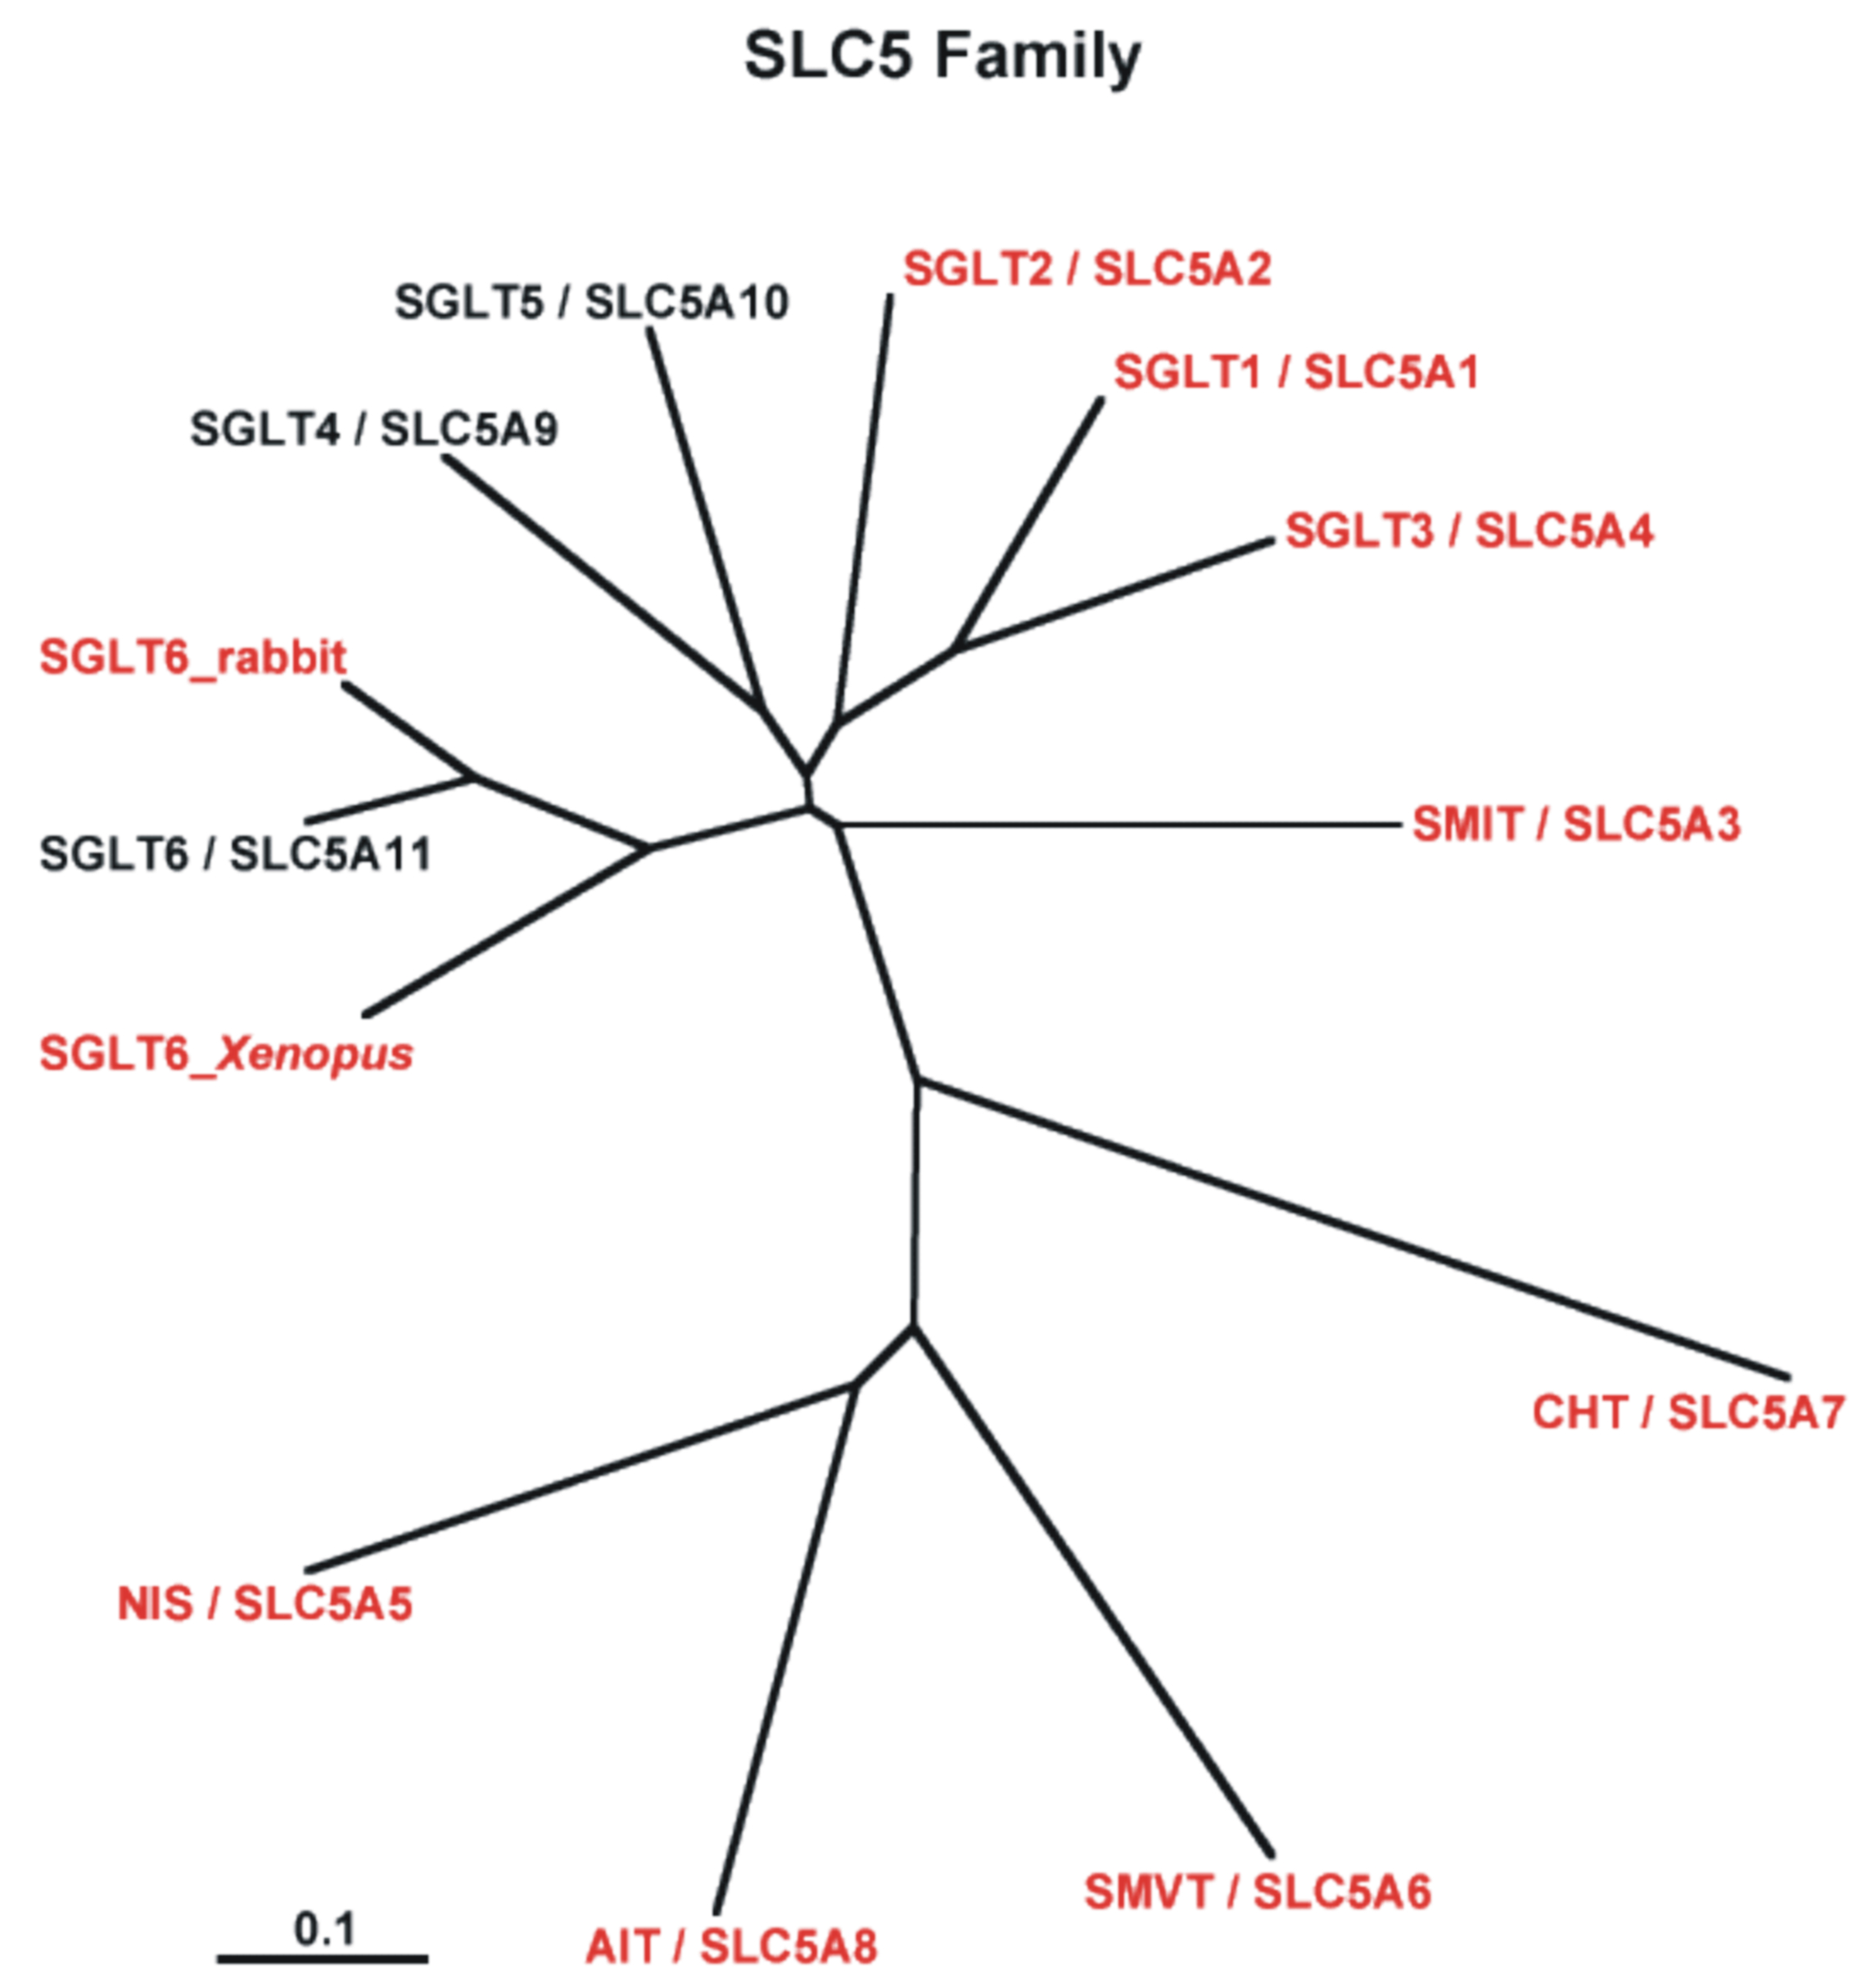 SLC5 Family
SGLT2 / SLC5A2
SGLT5 / SLC5A10
SGLT1 / SLC5A1
SGLT4 / SLC5A9
SGLT3 / SLC5A4
SGLT6_rabbit
SMIT / SLC5A3
SGLT6 / SLC5A11
SGLT6_Xenopus
CHT / SLC5A7
NIS / SLC5A5
SMVT / SLC5A6
0.1
AIT / SLC5A8